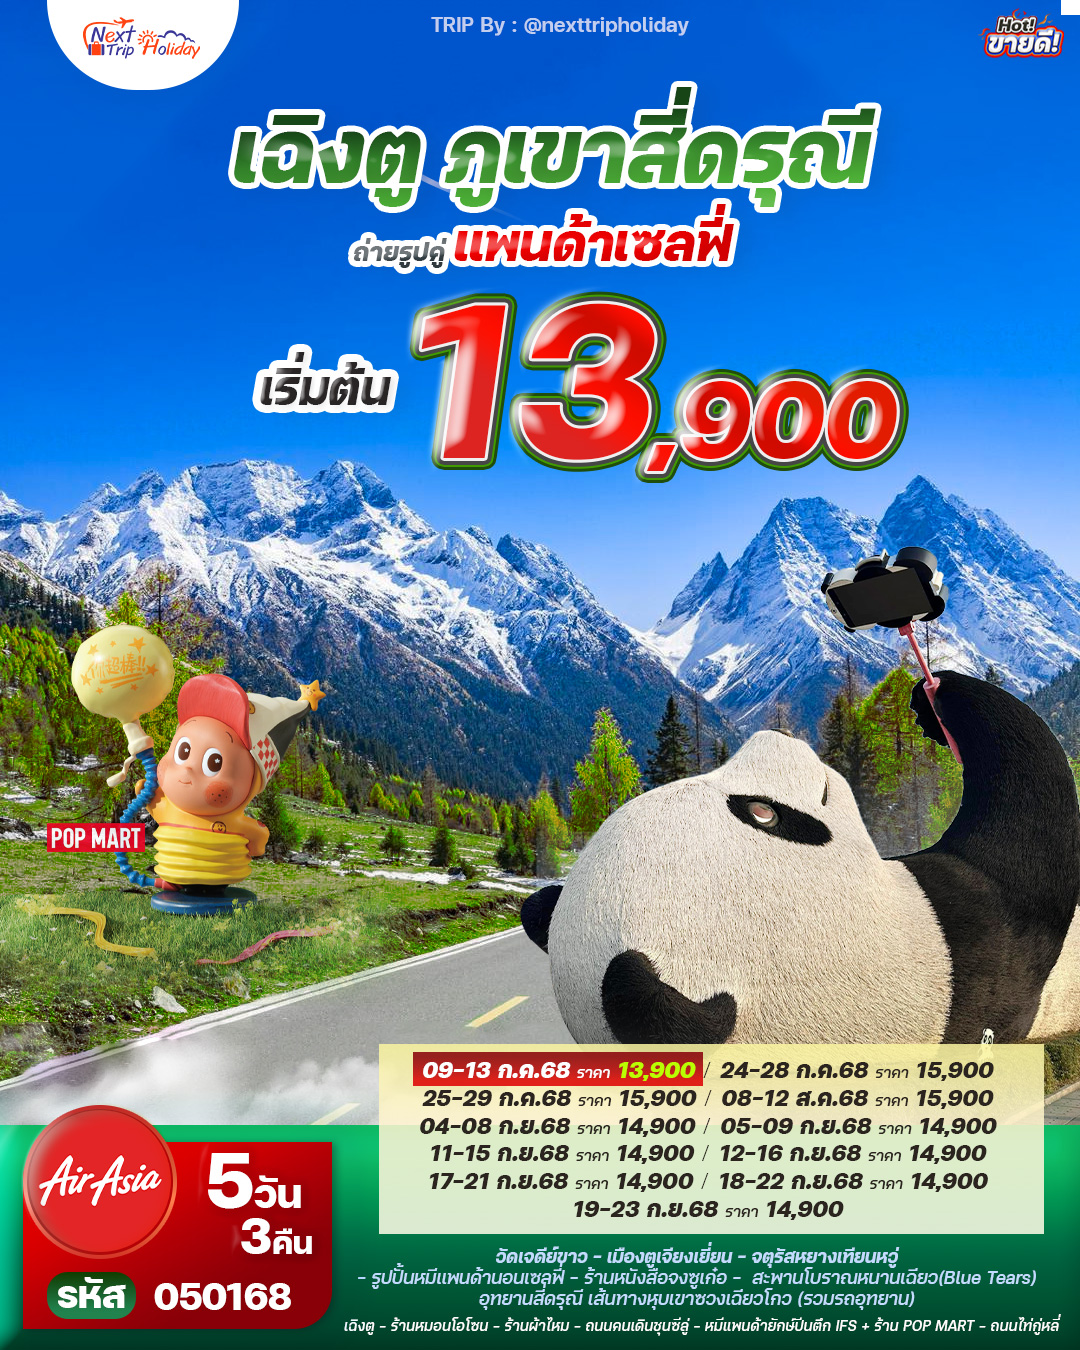 Next Trip Holiday
TRIP By : @nexttripholiday
Hot!
ขายดี!
เฉิงตู ภูเขาสี่ดรุณี
ถ่ายรูปคู่ แพนด้าเซลฟี่
เริ่มต้น 13,900
你超棒!!
POP MART
09-13 ก.ค.68 ราคา 13,900 / 24-28 ก.ค.68 ราคา 15,900
25-29 ก.ค.68 ราคา 15,900 / 08-12 ส.ค.68 ราคา 15,900
04-08 ก.ย.68 ราคา 14,900 / 05-09 ก.ย.68 ราคา 14,900
11-15 ก.ย.68 ราคา 14,900 / 12-16 ก.ย.68 ราคา 14,900
17-21 ก.ย.68 ราคา 14,900 / 18-22 ก.ย.68 ราคา 14,900
19-23 ก.ย.68 ราคา 14,900
AirAsia
5วัน
3คืน
รหัส 050168
วัดเจดีย์ขาว - เมืองตูเจียงเยี่ยน - จตุรัสหยางเทียนหวู่
- รูปปั้นหมีแพนด้านอนเซลฟี่ - ร้านหนังสือจงซูเก๋อ - สะพานโบราณหนานเฉียว(Blue Tears)
อุทยานสี่ดรุณี เส้นทางหุบเขาซวงเฉียวโกว (รวมรถอุทยาน)
เฉิงตู - ร้านหมอนโอโซน - ร้านผ้าไหม - ถนนคนเดินชุนซีลู่ - หมีแพนด้ายักษ์ปีนตึก IFS + ร้าน POP MART - ถนนไท่กู่หลี่